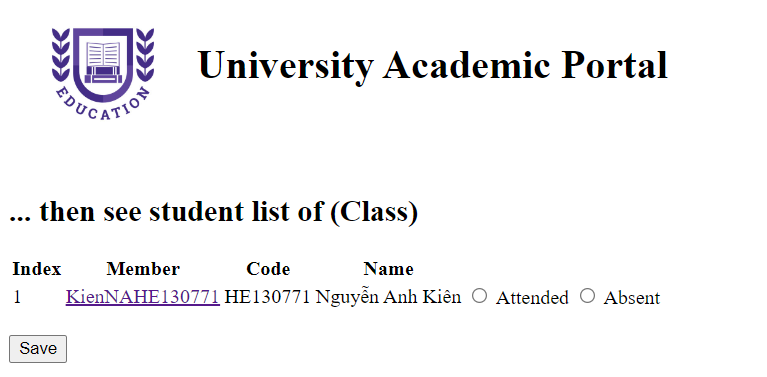 EDUCATION
University Academic Portal
... then see student list of (Class)
Index Member Code Name
1 KienNAHE130771 HE130771 Nguyễn Anh Kiên Attended Absent
Save